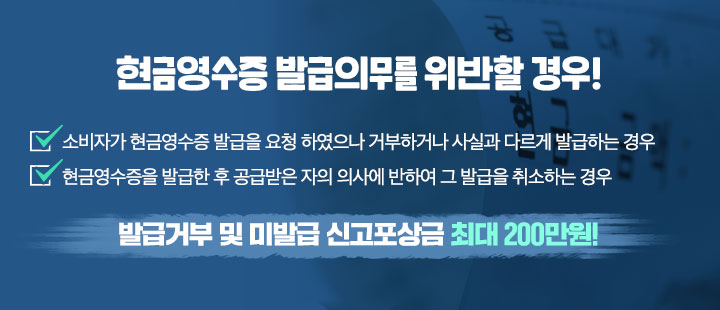 현금영수증 발급의무를 위반할 경우!
소비자가 현금영수증 발급을 요청 하였으나 거부하거나 사실과 다르게 발급하는 경우
현금영수증을 발급한 후 공급받은 자의 의사에 반하여 그 발급을 취소하는 경우
발급거부 및 미발급 신고포상금 최대 200만원!